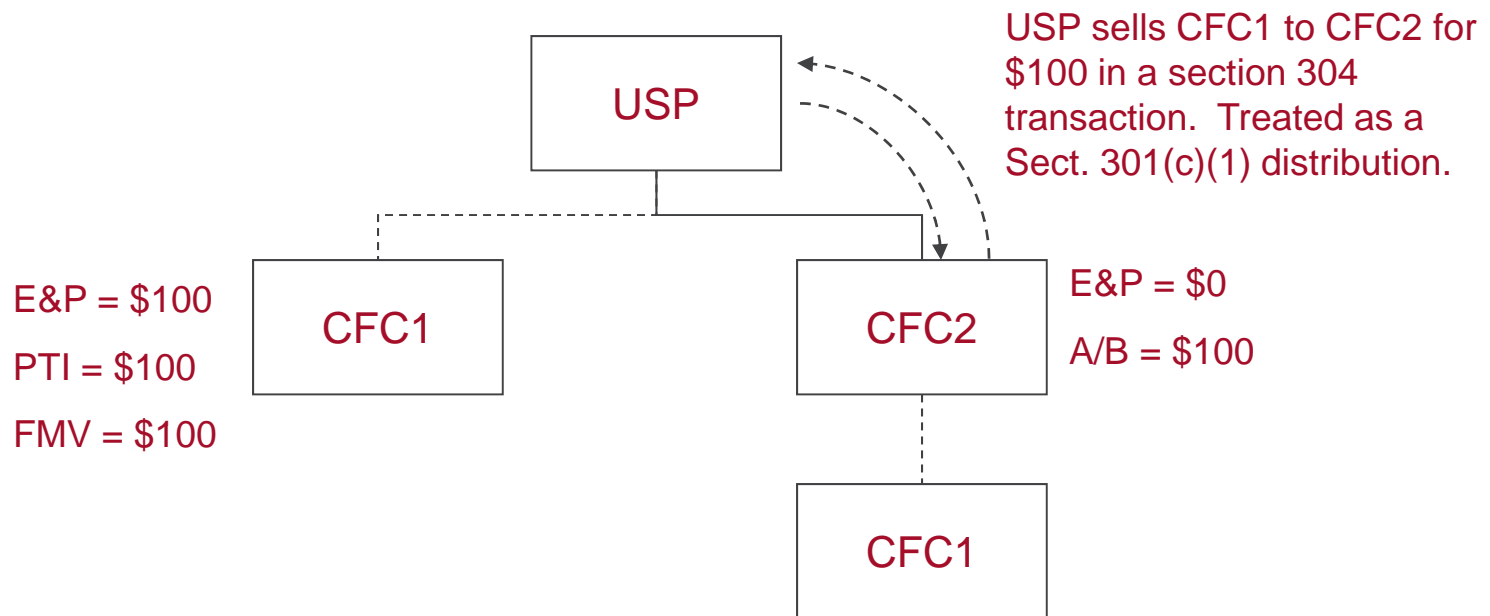 USP sells CFC1 to CFC2 for
$100 in a section 304
transaction.  Treated as a
Sect. 301(c)(1) distribution.
USP
E&P = $100
PTI = $100
FMV = $100
CFC1
CFC2
E&P = $0
A/B = $100
CFC1